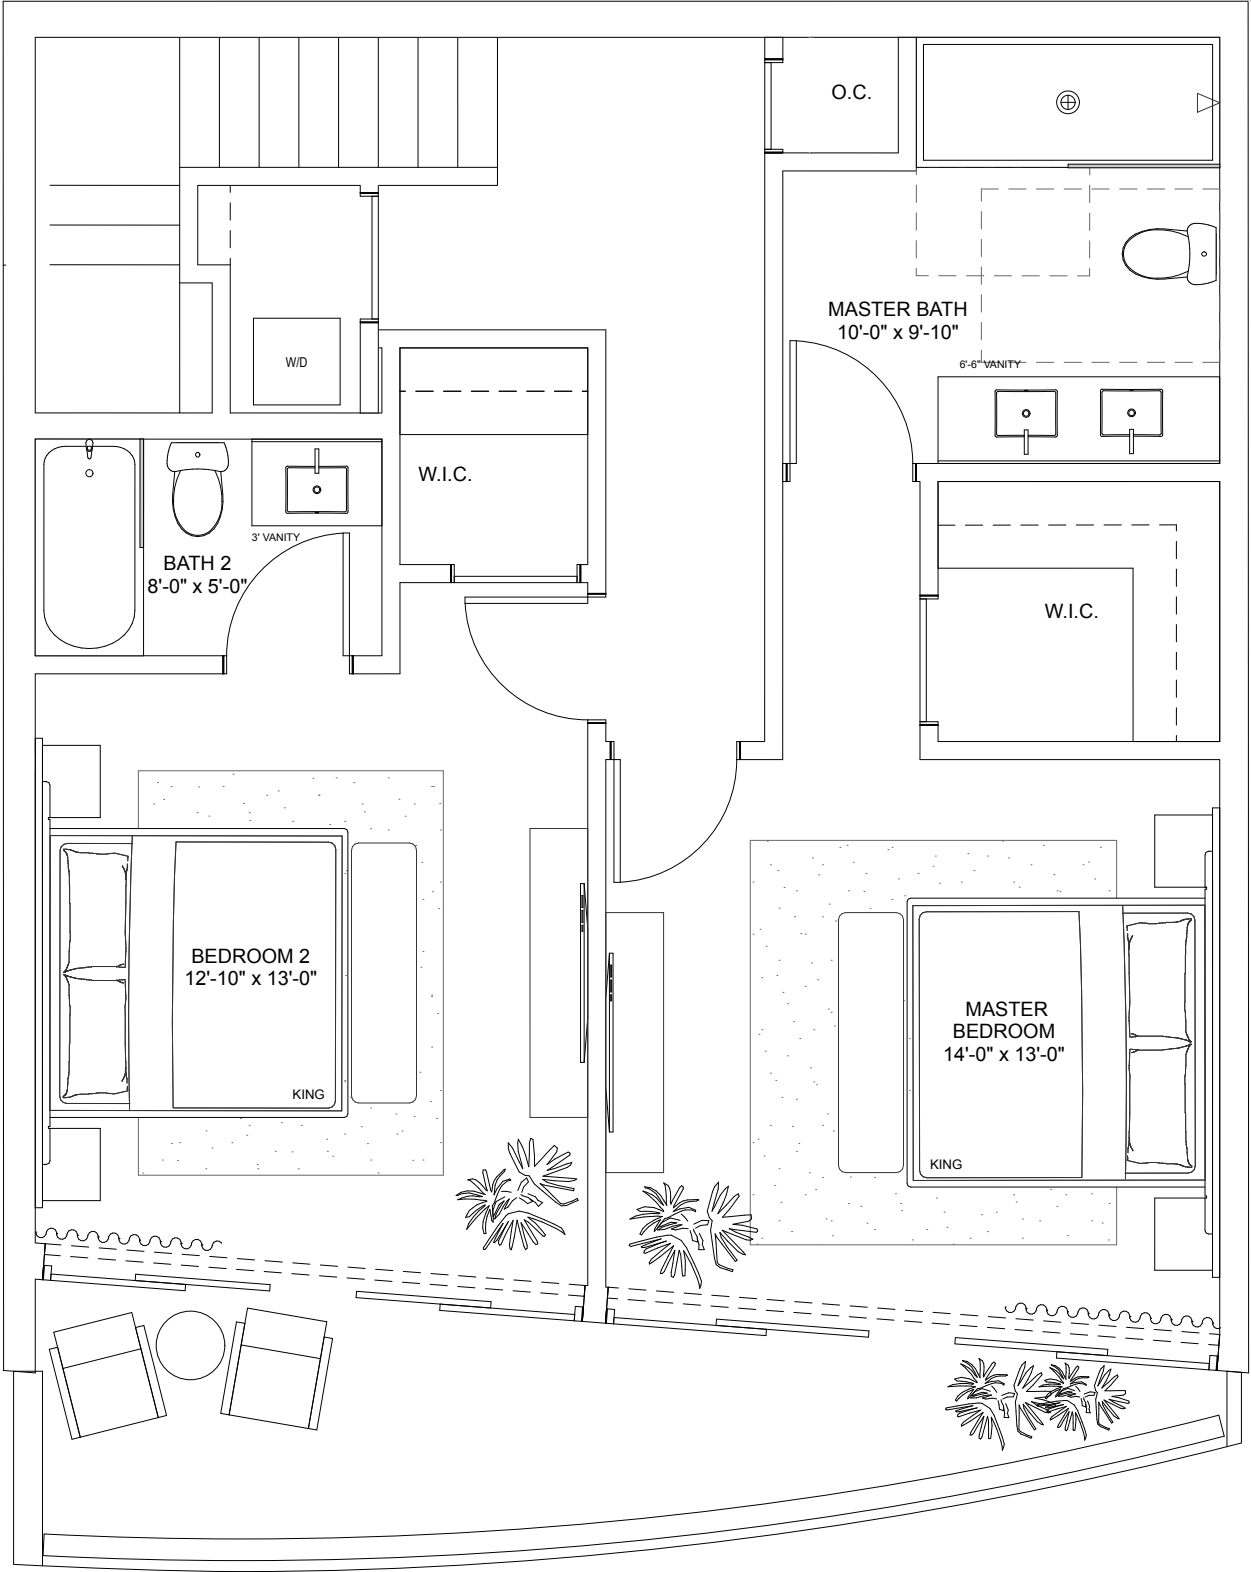 O.C.
MASTER BATH
10'-0" x 9'-10"
6'-6" VANITY
W/D
W.I.C.
3' VANITY
BATH 2
8'-0" x 5'-0"
W.I.C.
BEDROOM 2
12'-10" x 13'-0"
KING
MASTER
BEDROOM
14'-0" x 13'-0"
KING